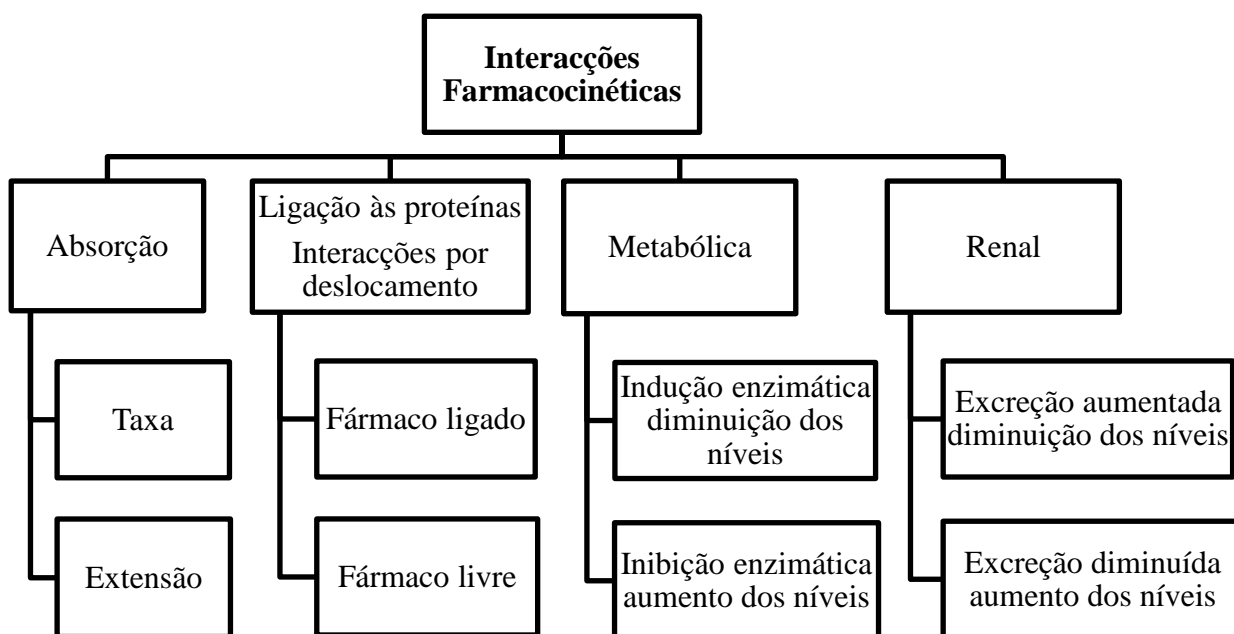 Interacções
Farmacocinéticas
Absorção
Ligação às proteínas
Interacções por
deslocamento
Metabólica
Renal
Taxa
Fármaco ligado
Indução enzimática
diminuição dos
níveis
Excreção aumentada
diminuição dos níveis
Extensão
Fármaco livre
Inibição enzimática
aumento dos níveis
Excreção diminuída
aumento dos níveis